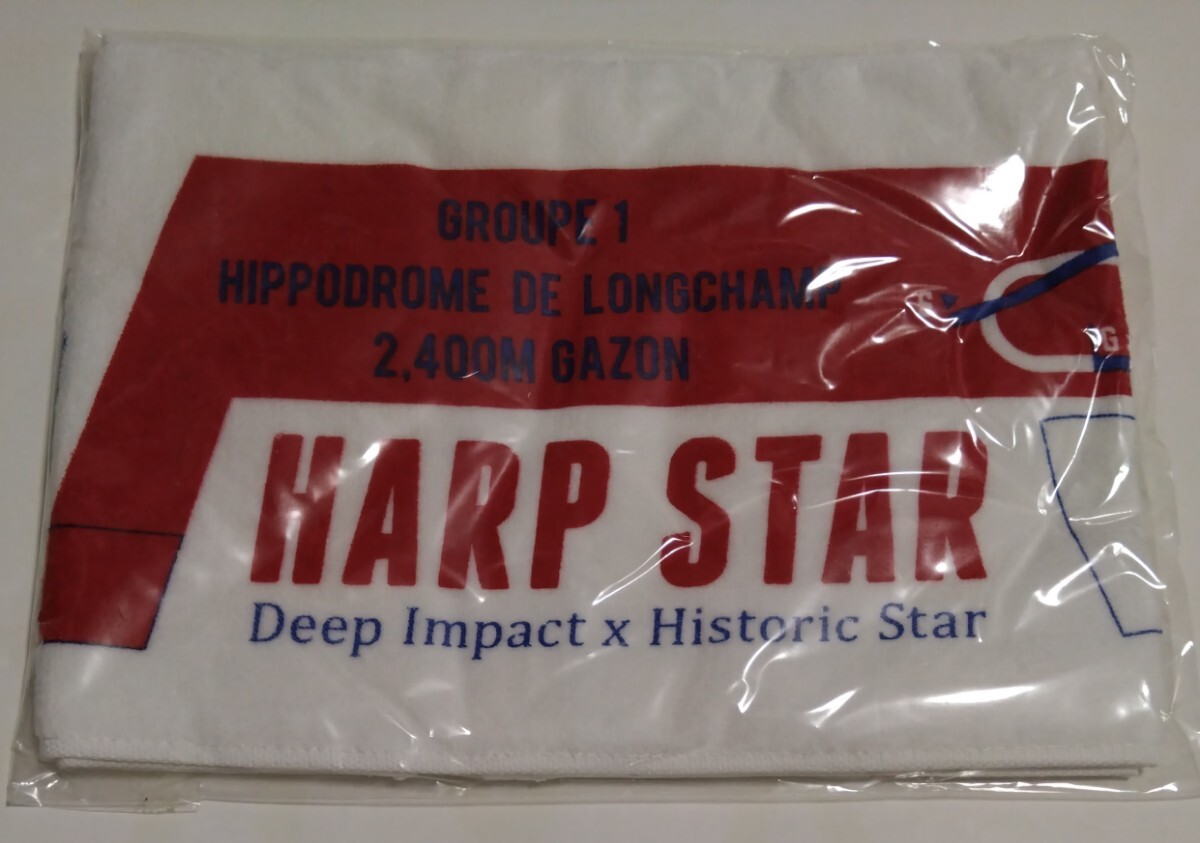 GROUPE 1
HIPPODROME DE LONGCHAMP
2,400M GAZON
S
G
HARP STAR
Deep Impact x Historic Star